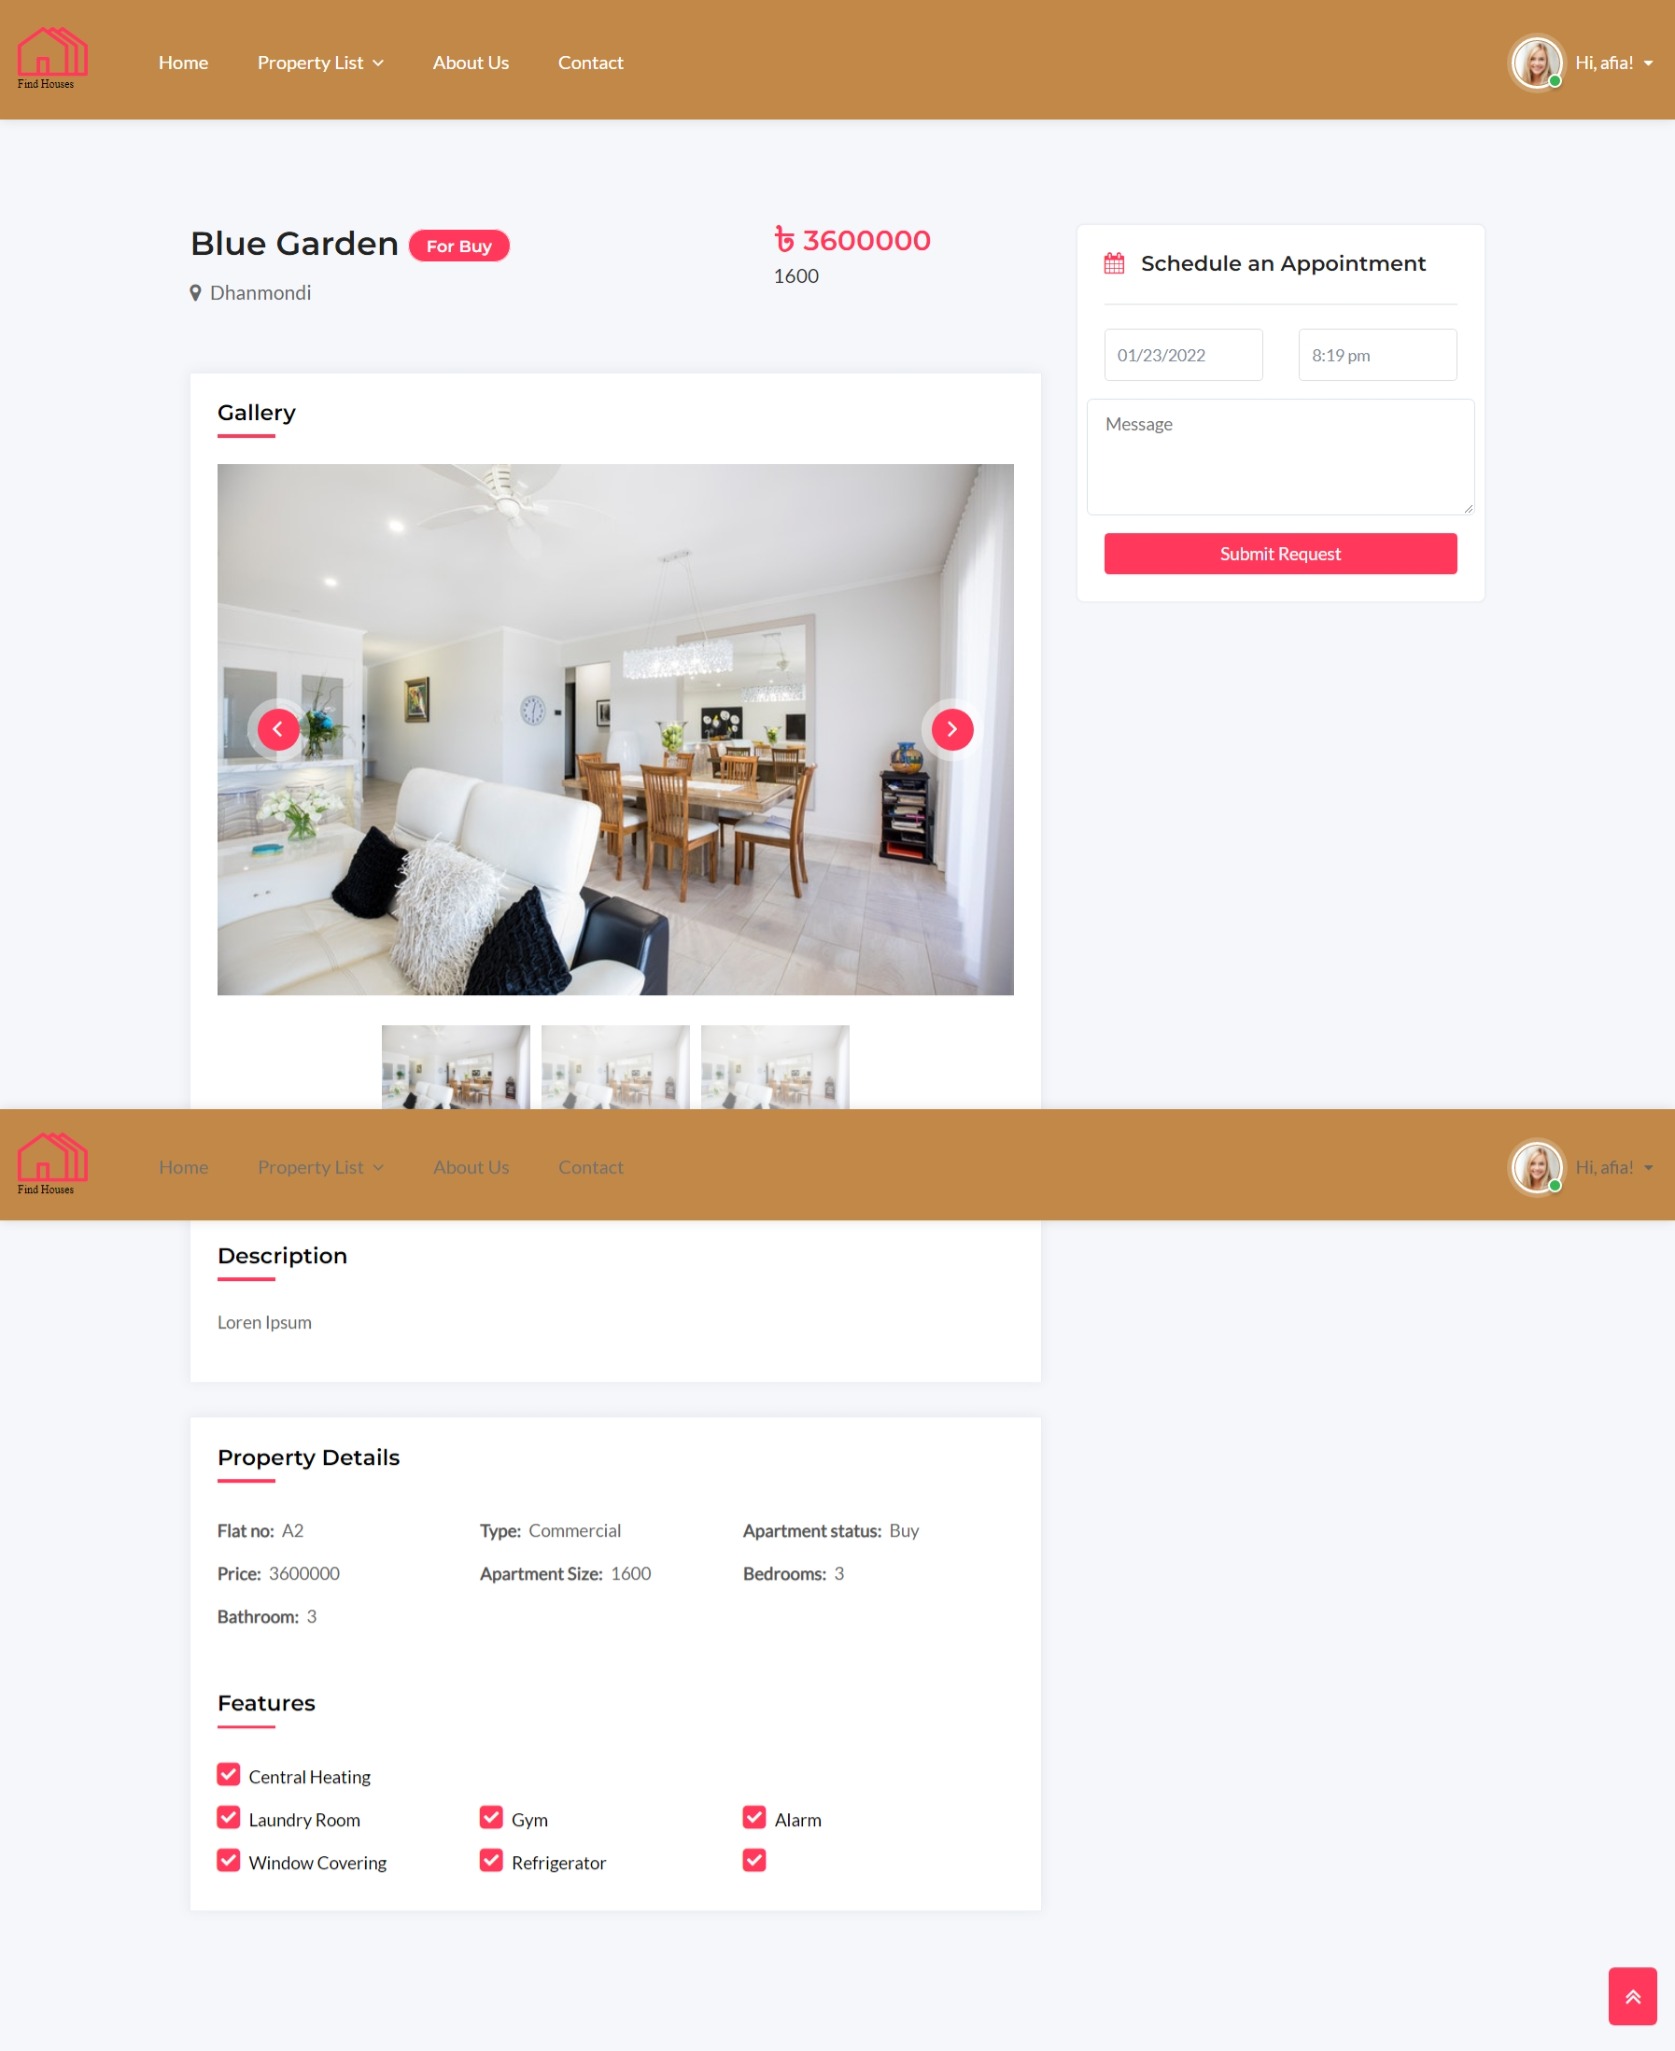 Find Houses
Home Property List About Us Contact
Hi, afia!
Blue Garden For Buy
Dhanmondi
৳ 3600000
1600
Schedule an Appointment
01/23/2022 8:19 pm
Message
Submit Request
Gallery
Find Houses
Home Property List About Us Contact
Hi, afia!
Description
Loren Ipsum
Property Details
Flat no: A2 Type: Commercial Apartment status: Buy
Price: 3600000 Apartment Size: 1600 Bedrooms: 3
Bathroom: 3
Features
Central Heating
Laundry Room Gym Alarm
Window Covering Refrigerator